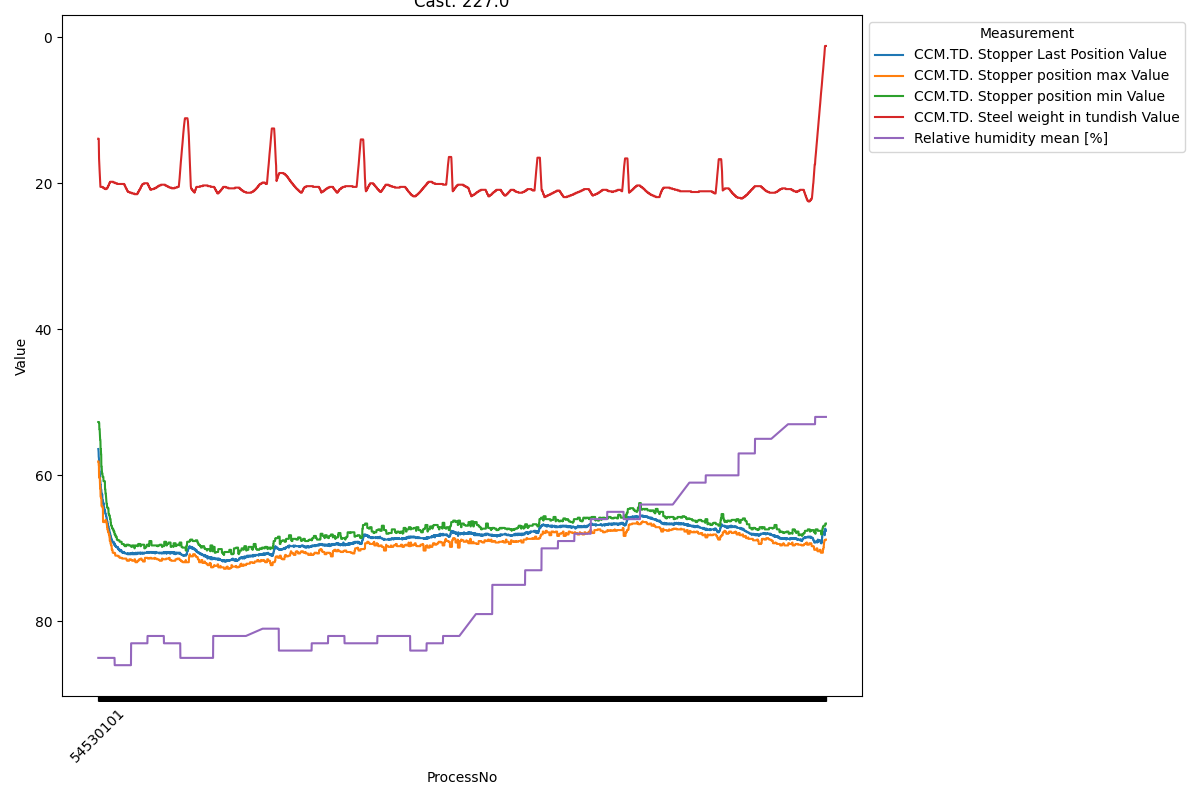 Cast: 227.0
Measurement
CCM.TD. Stopper Last Position Value
CCM.TD. Stopper position max Value
CCM.TD. Stopper position min Value
CCM.TD. Steel weight in tundish Value
Relative humidity mean [%]
0
20
40
60
80
Value
54530101
ProcessNo